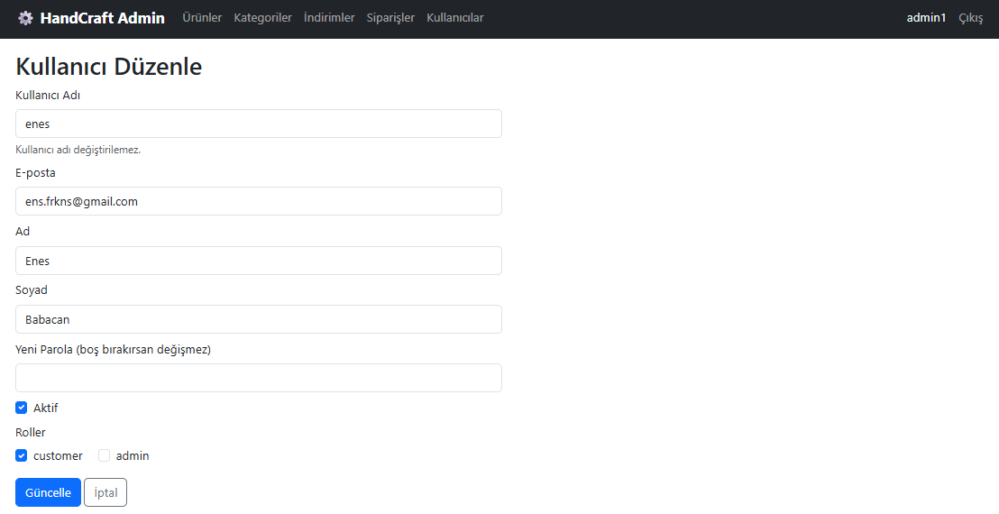 HandCraft Admin Ürünler Kategoriler İndirimler Siparişler Kullanıcılar admin1 Çıkış
Kullanıcı Düzenle
Kullanıcı Adı
enes
Kullanıcı adı değiştirilemez.
E-posta
ens.frkns@gmail.com
Ad
Enes
Soyad
Babacan
Yeni Parola (boş bırakırsan değişmez)
Aktif
Roller
customer admin
Güncelle İptal